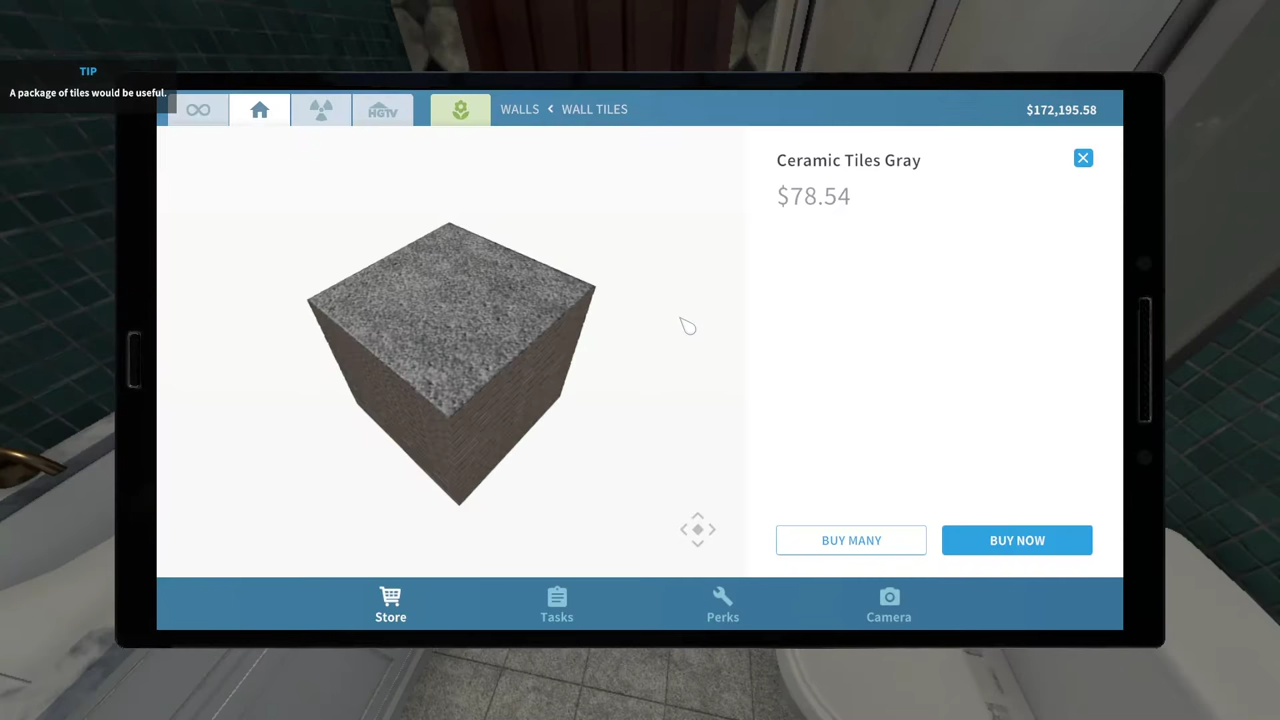 TIP
A package of tiles would be useful.
HGTV
WALLS < WALL TILES
$172,195.58
Ceramic Tiles Gray
$78.54
BUY MANY
BUY NOW
Store
Tasks
Perks
Camera